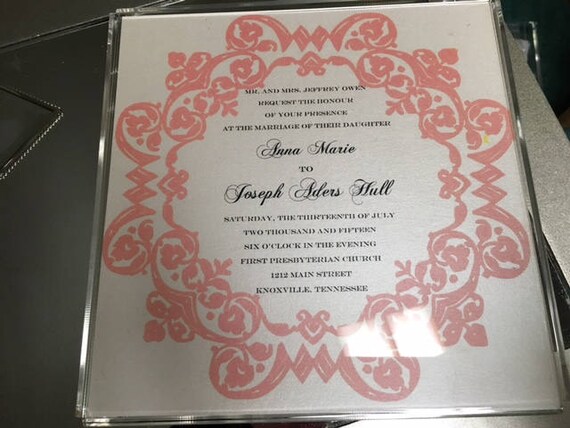 MR. AND MRS. JEFFREY OWEN
REQUEST THE HONOUR
OF YOUR PRESENCE
AT THE MARRIAGE OF THEIR DAUGHTER
Anna Marie
TO
Joseph Aders Hull
SATURDAY, THE THIRTEENTH OF JULY
TWO THOUSAND AND FIFTEEN
SIX O'CLOCK IN THE EVENING
FIRST PRESBYTERIAN CHURCH
1212 MAIN STREET
KNOXVILLE, TENNESSEE